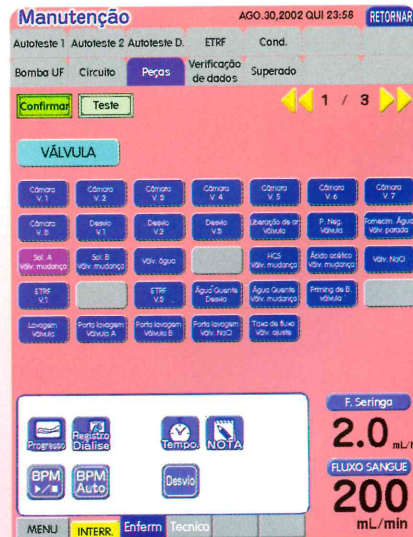 Manutenção AGO.30,2002 QUI 23:58 RETORNAR
Autoteste 1 Autoteste 2 Autoteste D. ETRF Cond.
Bomba UF Circuito Peças Verificação de dados Superado
Confirmar Teste 1 / 3
VÁLVULA
Câmara V. 1 Câmara V. 2 Câmara V. 3 Câmara V. 4 Câmara V. 5 Câmara V. 6 Câmara V. 7
Câmara V. 8 Desvio V.1 Desvio V.2 Desvio V.3 Liberação de ar Válvula P. Neg. Válvula Fornecim. Água Válv. parada
Sol. A Válv. mudança Sol. B Válv. mudança Válv. água HCS Válv. mudança Ácido acético Válv. mudança Válv. NaCl
ETRF V.1 ETRF V.3 Água Quente Desvio Água Quente Válv. mudança Priming de B. válvula
Lavagem Válvula Porta lavagem Válvula A Porta lavagem Válvula B Porta lavagem Válv. NaCl Taxa de fluxo Válv. ajuste
F. Seringa
2.0
Progresso Registro Diálise Tempo. NOTA
FLUXO SANGUE
BPM BPM Auto Desvio
200
mL/min
MENU INTERR. Enferm Tecnico